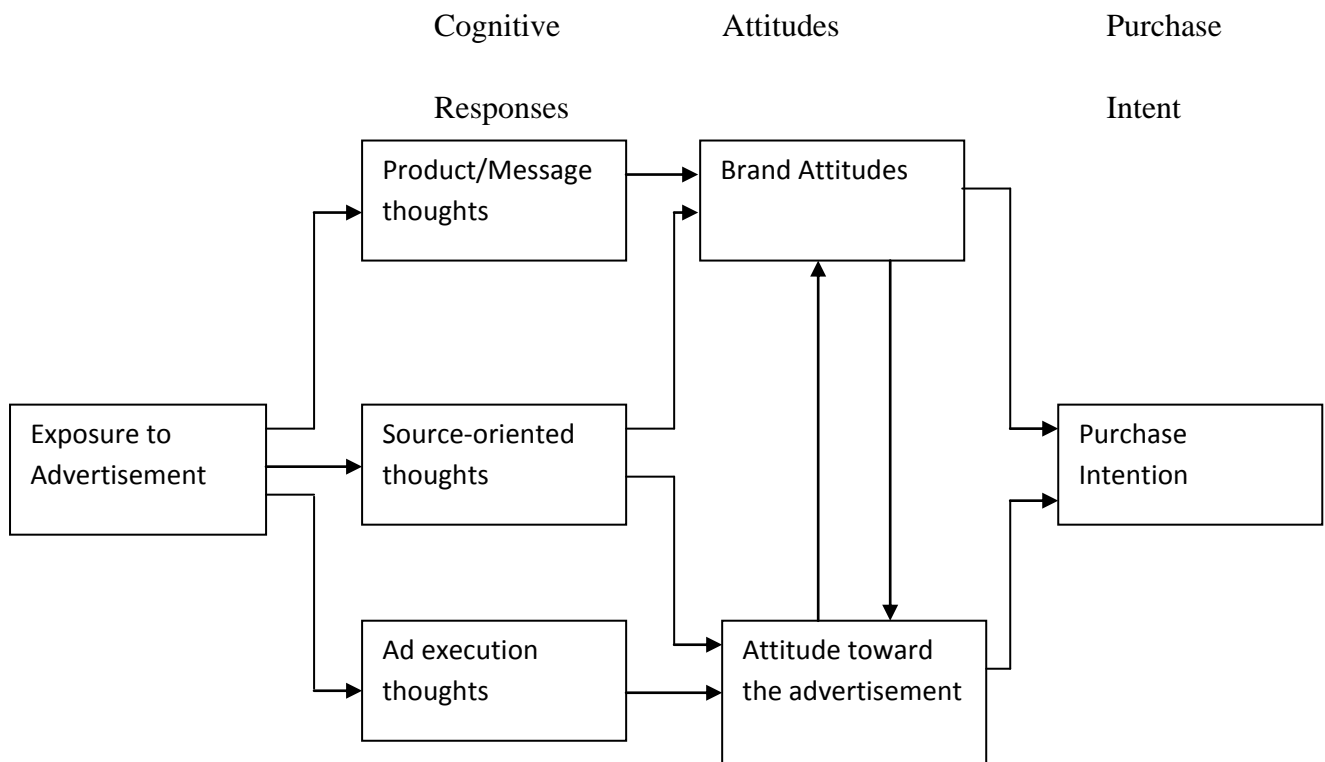 Cognitive Attitudes Purchase
Responses Intent
Product/Message
thoughts
Brand Attitudes
Exposure to
Advertisement
Source-oriented
thoughts
Purchase
Intention
Ad execution
thoughts
Attitude toward
the advertisement